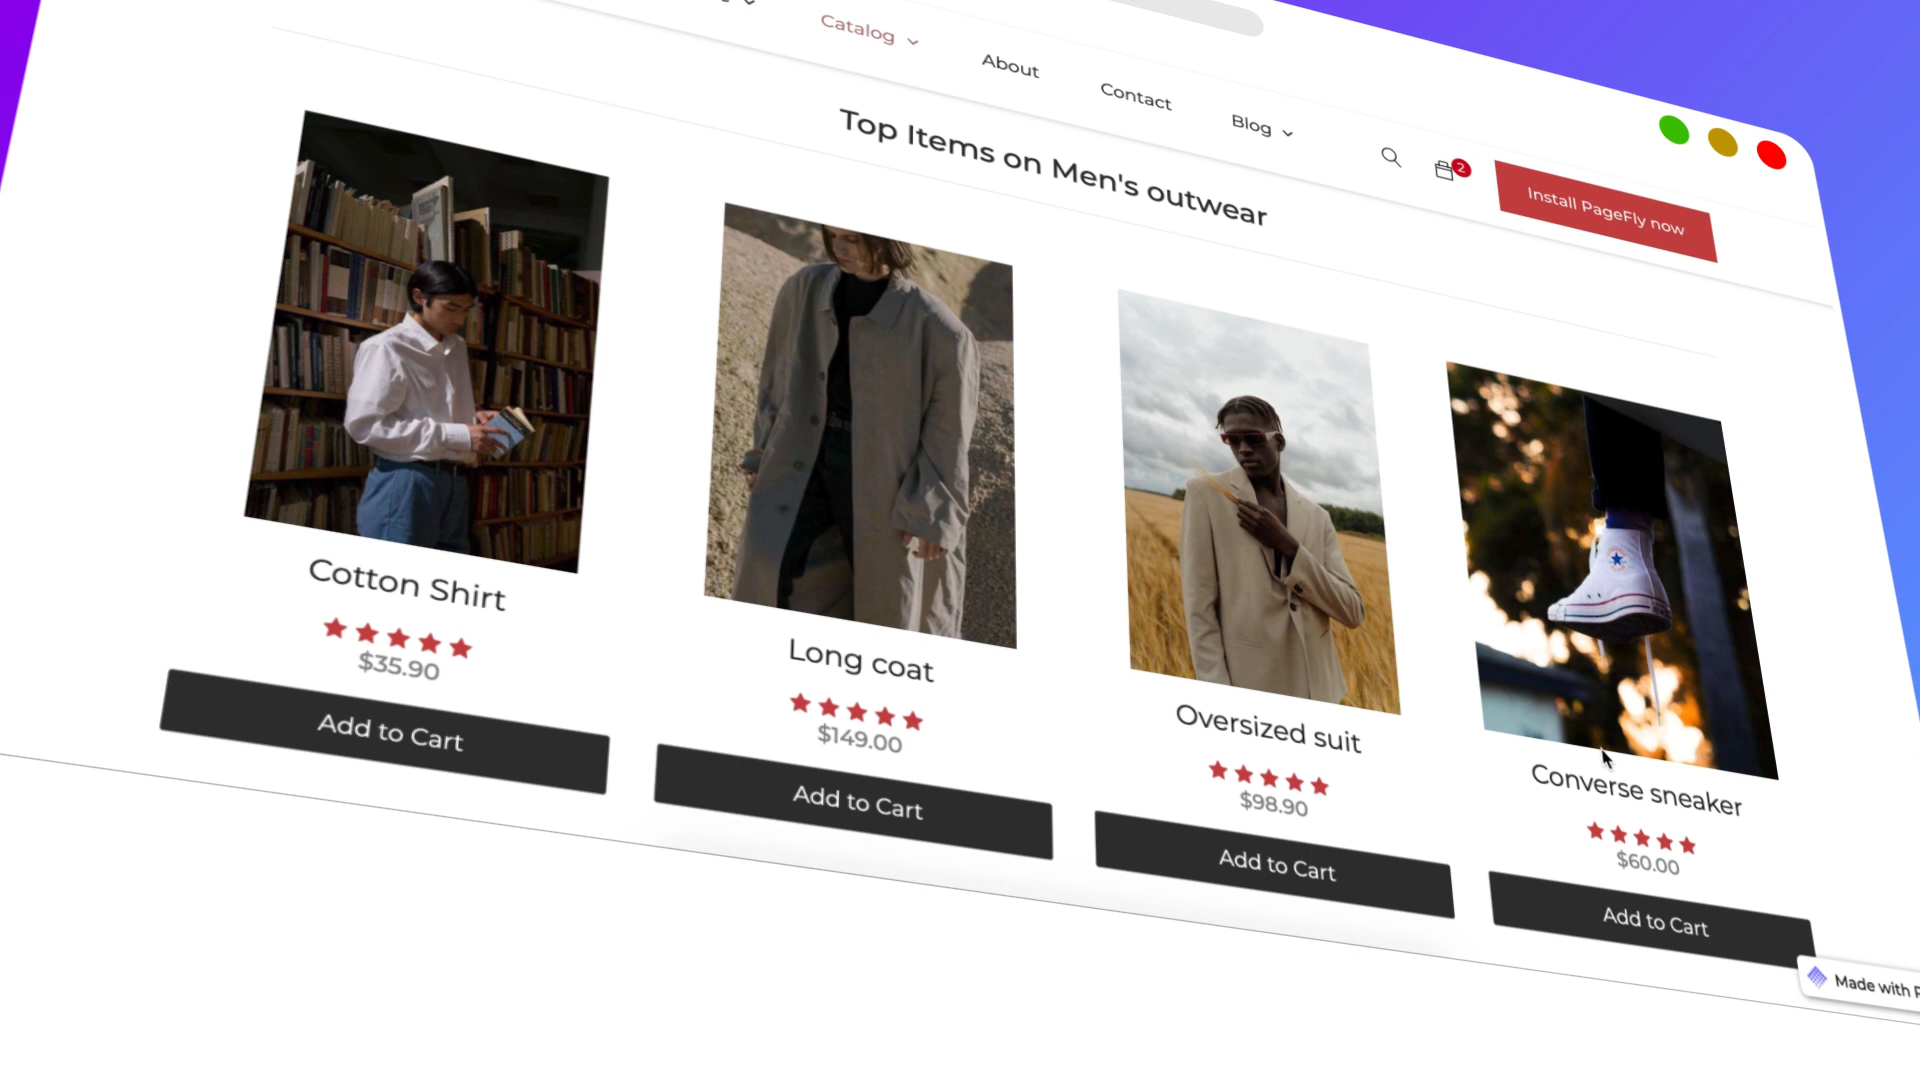 Catalog
About
Contact
Blog
2
Install PageFly now
Top Items on Men's outwear
Cotton Shirt
$35.90
Add to Cart
Long coat
$149.00
Add to Cart
Oversized suit
$98.90
Add to Cart
Converse sneaker
$60.00
Add to Cart
Made with